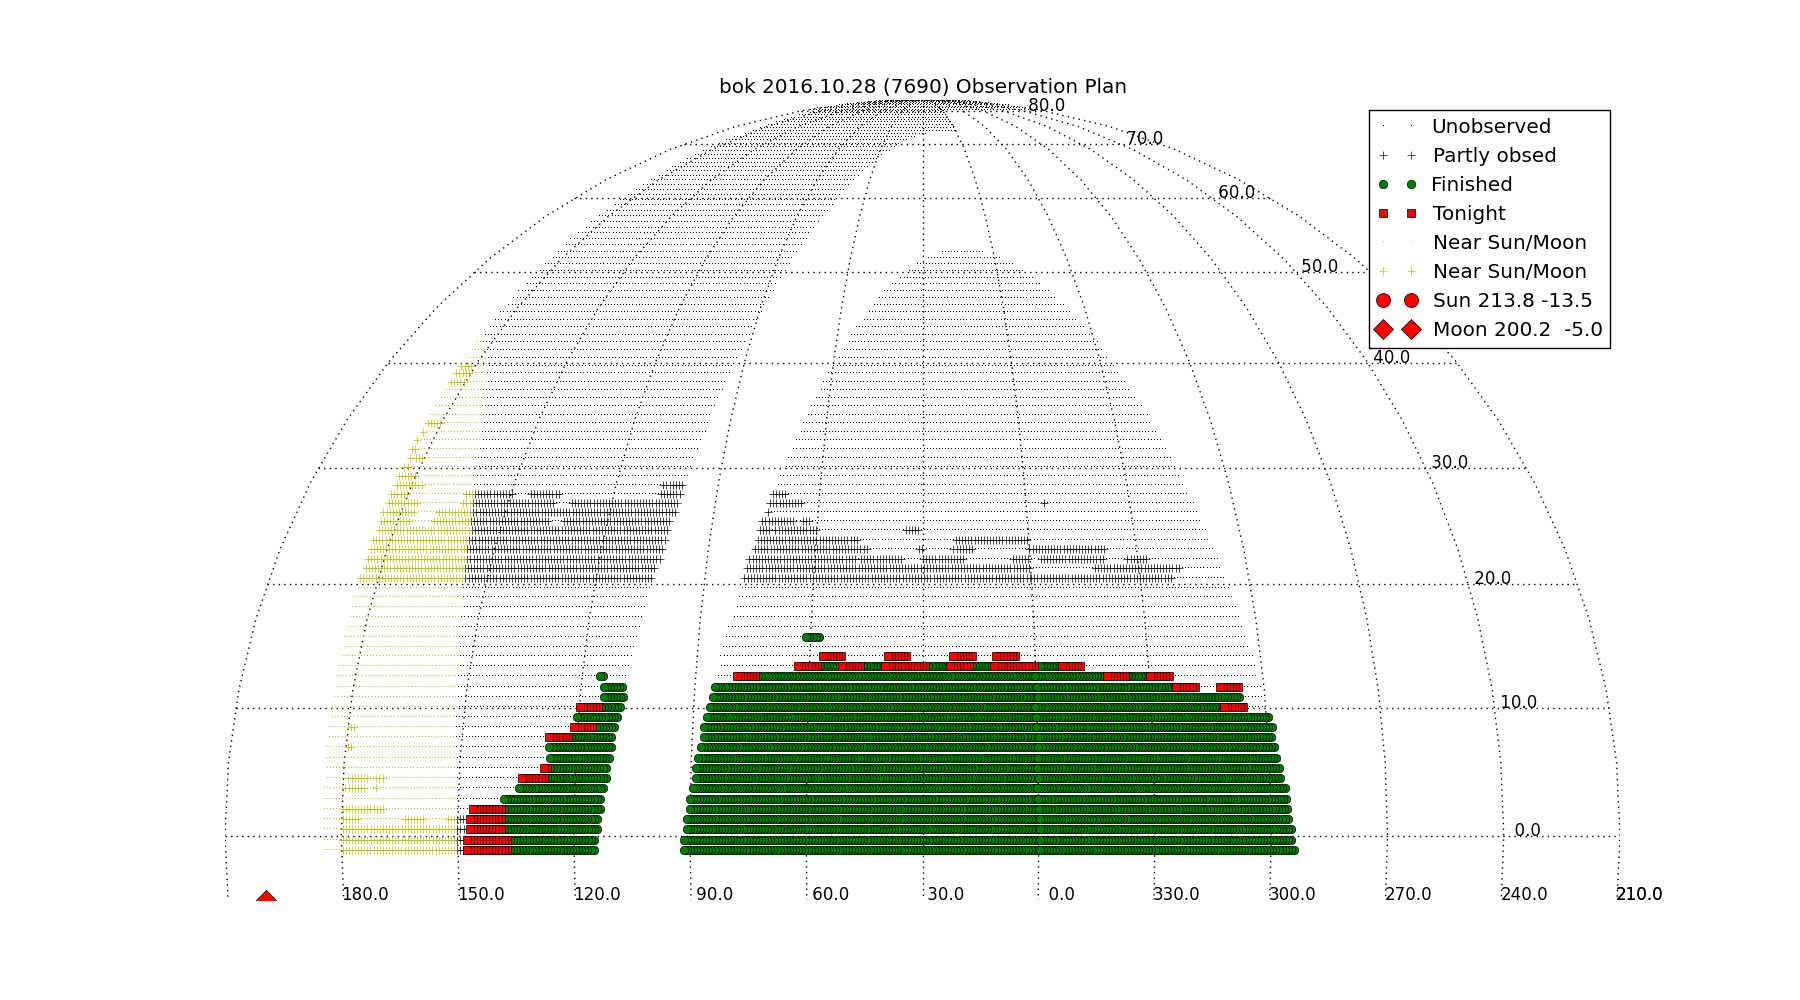 bok 2016.10.28 (7690) Observation Plan
80.0
70.0
60.0
50.0
40.0
30.0
20.0
10.0
0.0
Unobserved
Partly obsed
Finished
Tonight
Near Sun/Moon
Near Sun/Moon
Sun 213.8 -13.5
Moon 200.2  -5.0
180.0 150.0 120.0 90.0 60.0 30.0 0.0 330.0 300.0 270.0 240.0 210.0